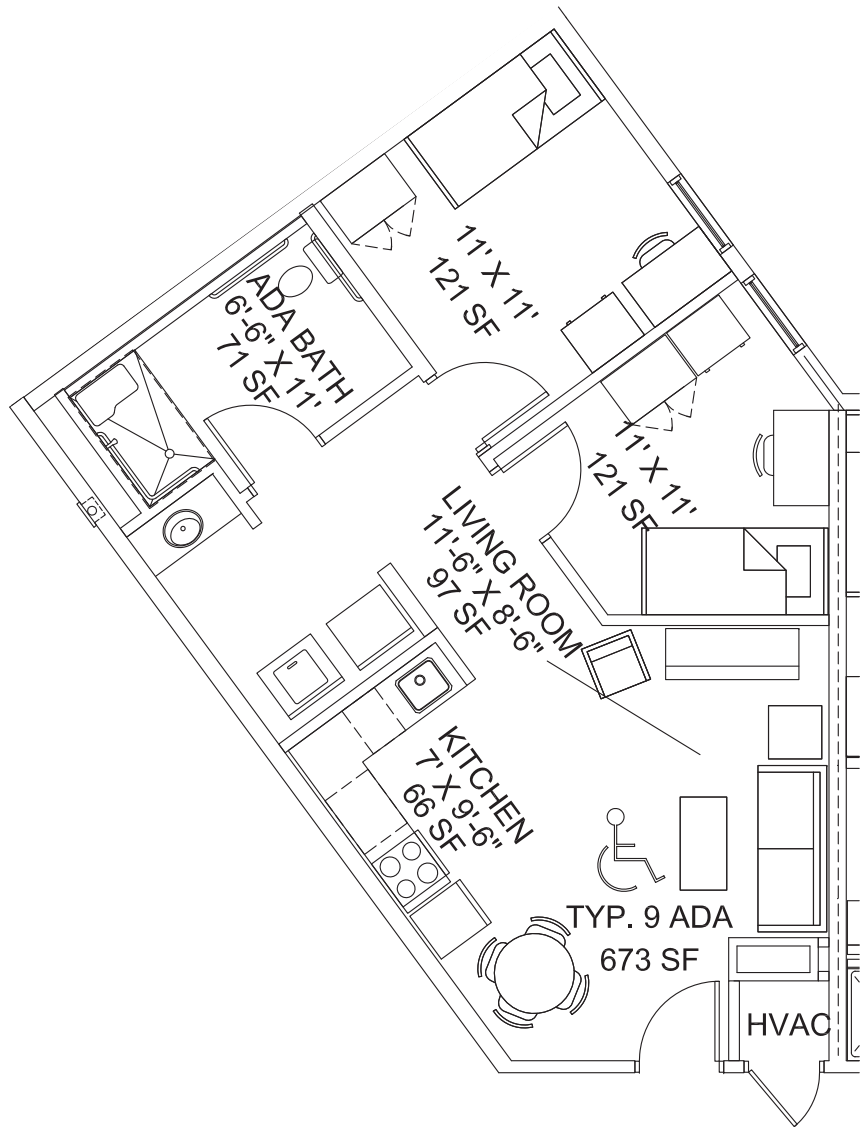 11' X 11'
121 SF
ADA BATH
6'-6" X 11'
71 SF
11' X 11'
121 SF
LIVING ROOM
11'-6" X 8'-6"
97 SF
KITCHEN
7' X 9'-6"
66 SF
TYP. 9 ADA
673 SF
HVAC